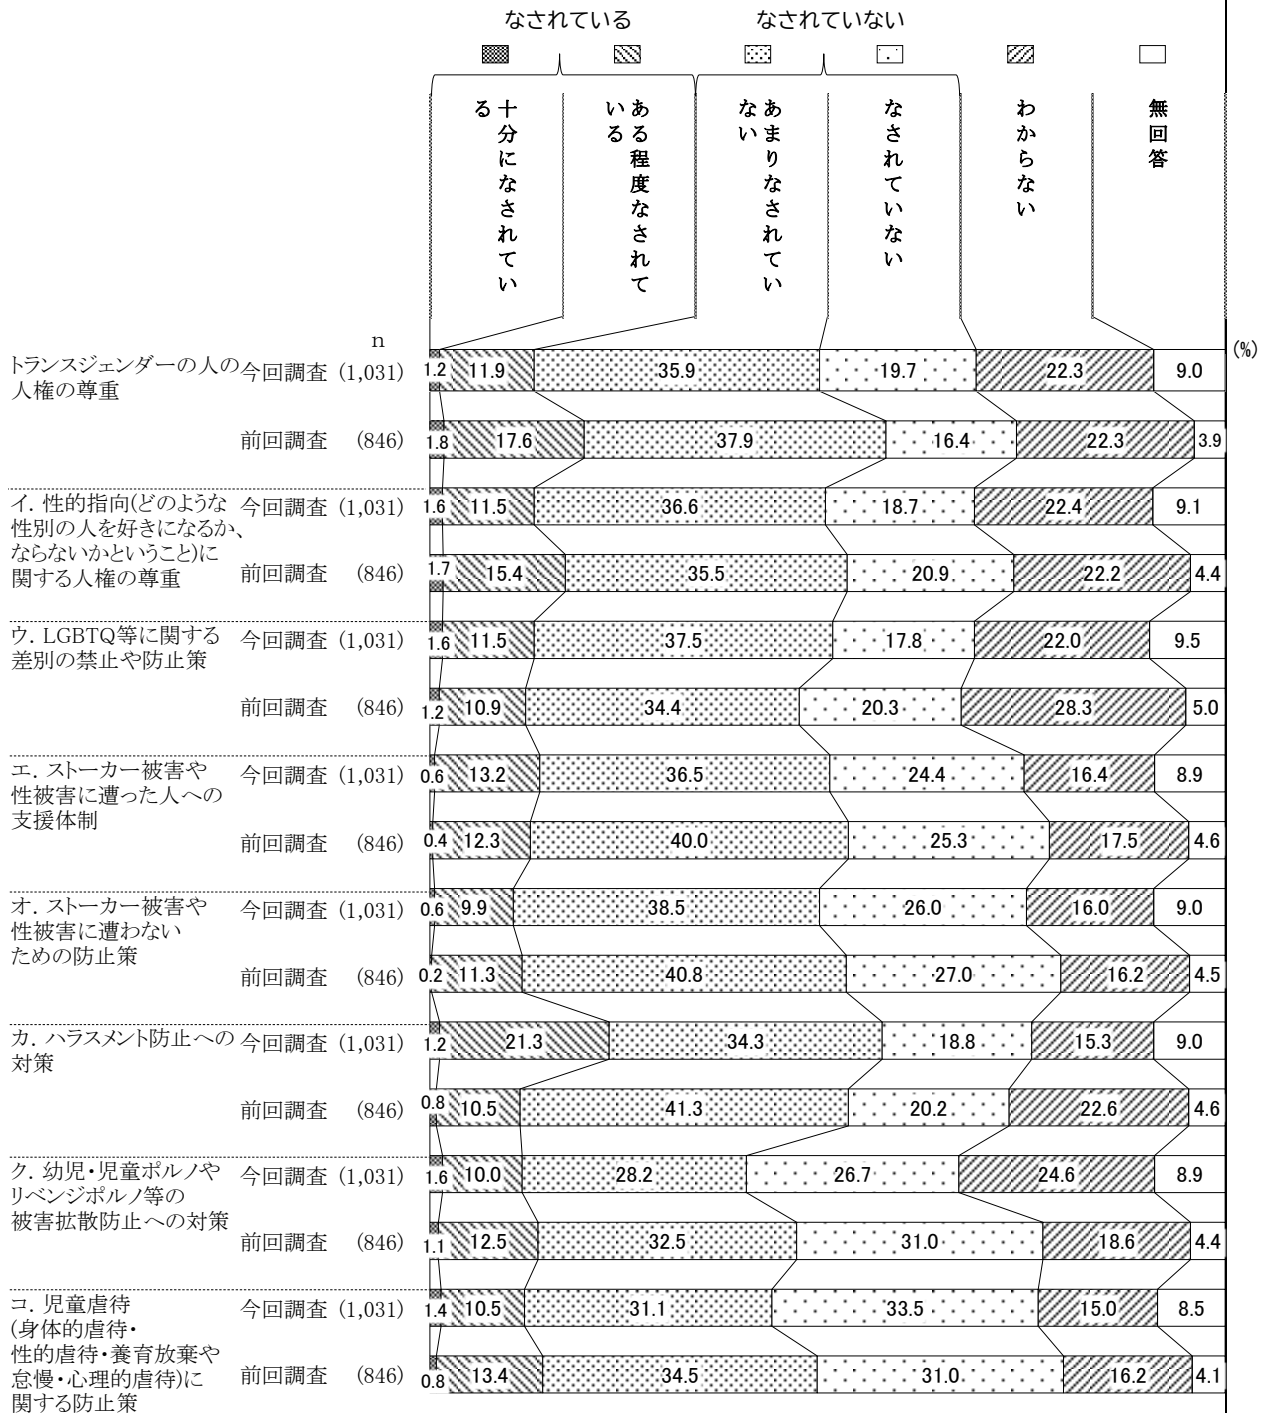 なされている
なされていない
十分になされてい
る
ある程度なされて
いる
あまりなされてい
ない
なされていない
わからない
無回答
n
(%)
トランスジェンダーの人の
人権の尊重
今回調査 (1,031) 1.2 11.9 35.9 19.7 22.3 9.0
前回調査 (846) 1.8 17.6 37.9 16.4 22.3 3.9
イ. 性的指向(どのような
性別の人を好きになるか、
ならないかということ)に
関する人権の尊重
今回調査 (1,031) 1.6 11.5 36.6 18.7 22.4 9.1
前回調査 (846) 1.7 15.4 35.5 20.9 22.2 4.4
ウ. LGBTQ等に関する
差別の禁止や防止策
今回調査 (1,031) 1.6 11.5 37.5 17.8 22.0 9.5
前回調査 (846) 1.2 10.9 34.4 20.3 28.3 5.0
エ. ストーカー被害や
性被害に遭った人への
支援体制
今回調査 (1,031) 0.6 13.2 36.5 24.4 16.4 8.9
前回調査 (846) 0.4 12.3 40.0 25.3 17.5 4.6
オ. ストーカー被害や
性被害に遭わない
ための防止策
今回調査 (1,031) 0.6 9.9 38.5 26.0 16.0 9.0
前回調査 (846) 0.2 11.3 40.8 27.0 16.2 4.5
カ. ハラスメント防止への
対策
今回調査 (1,031) 1.2 21.3 34.3 18.8 15.3 9.0
前回調査 (846) 0.8 10.5 41.3 20.2 22.6 4.6
ク. 幼児・児童ポルノや
リベンジポルノ等の
被害拡散防止への対策
今回調査 (1,031) 1.6 10.0 28.2 26.7 24.6 8.9
前回調査 (846) 1.1 12.5 32.5 31.0 18.6 4.4
コ. 児童虐待
(身体的虐待・
性的虐待・養育放棄や
怠慢・心理的虐待)に
関する防止策
今回調査 (1,031) 1.4 10.5 31.1 33.5 15.0 8.5
前回調査 (846) 0.8 13.4 34.5 31.0 16.2 4.1